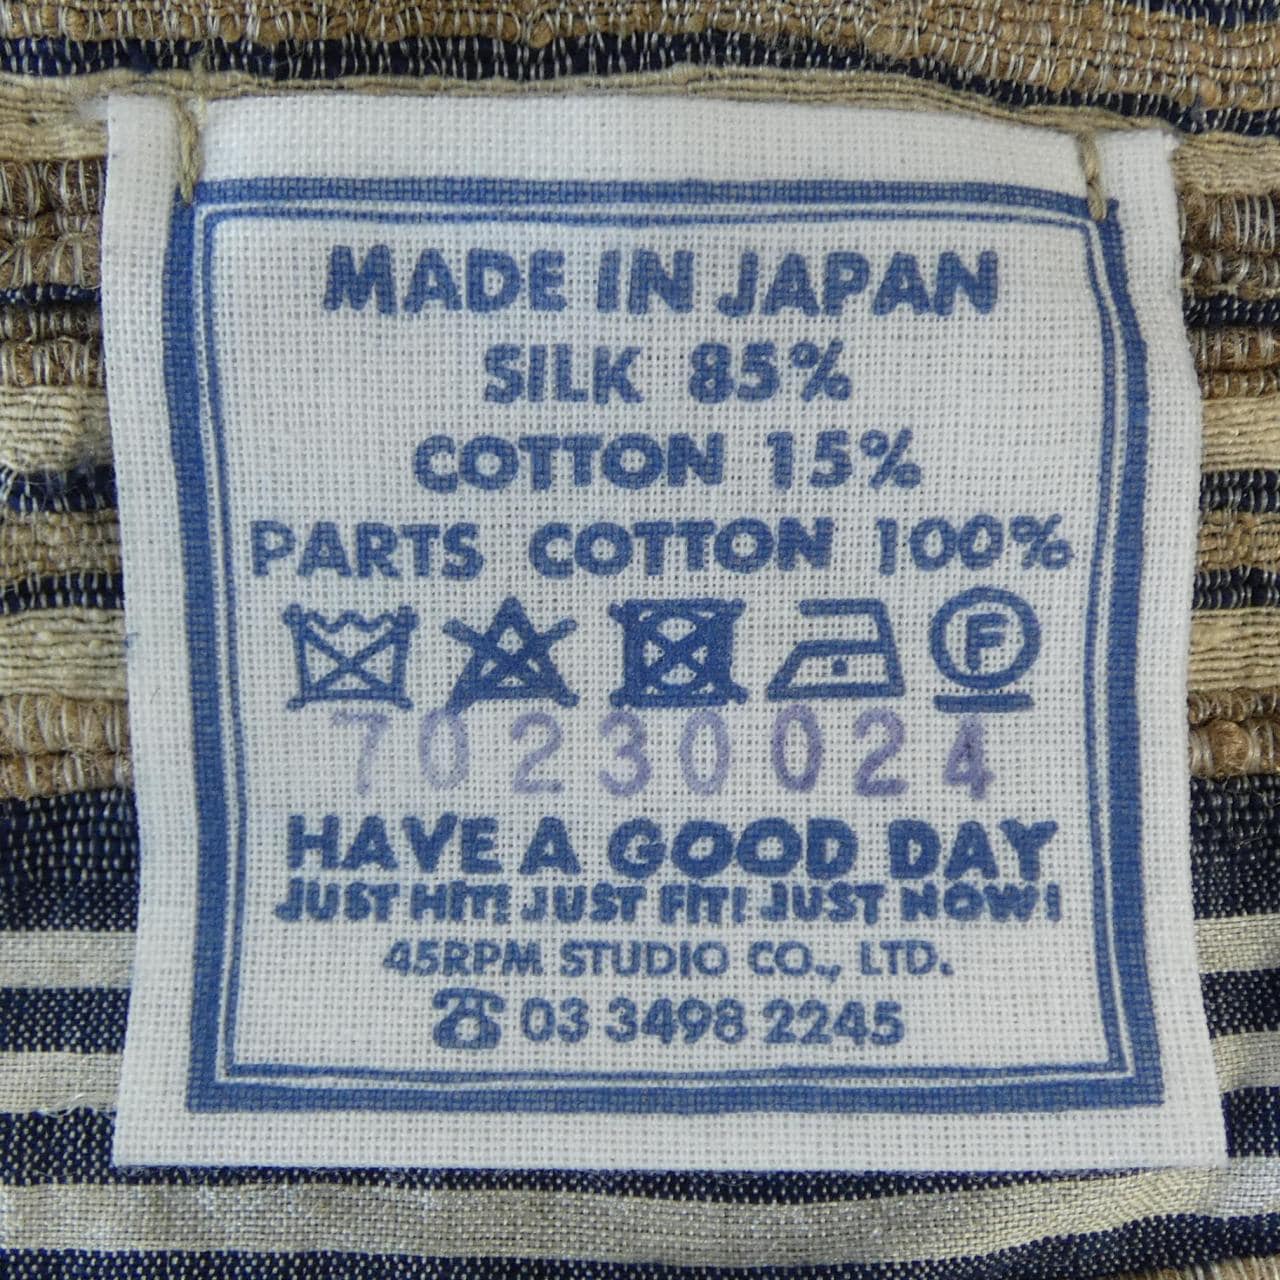 MADE IN JAPAN
SILK 85%
COTTON 15%
PARTS COTTON 100%
F
70230024
HAVE A GOOD DAY
JUST HIT! JUST FIT! JUST NOW!
45RPM STUDIO CO., LTD.
☎ 03 3498 2245